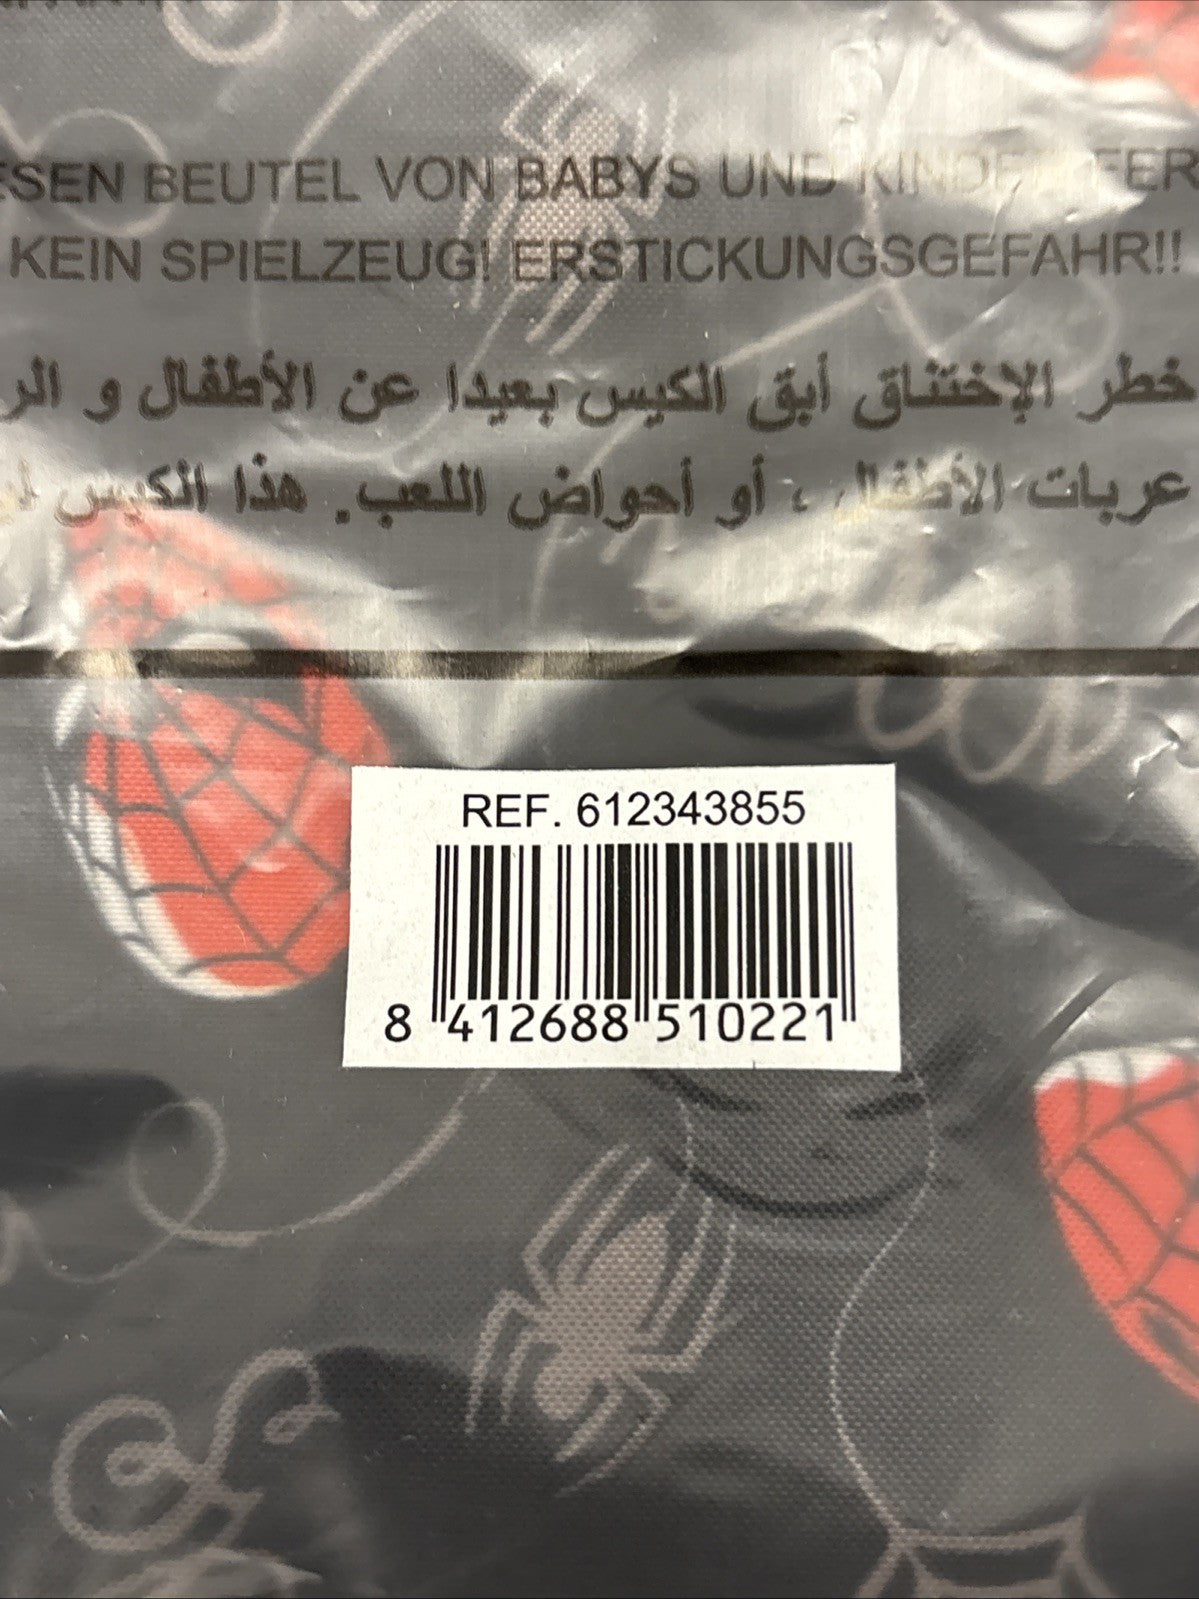 BEUTEL VON BABYS UND
KEIN SPIELZEUG! ERSTICKUNGSGEFAHR!!
خطر الإختناق أبق الكيس بعيدا عن الأطفال و
عربات الأطفال ، أو أحواض اللعب. هذا الكيس
REF. 612343855
8 412688 510221